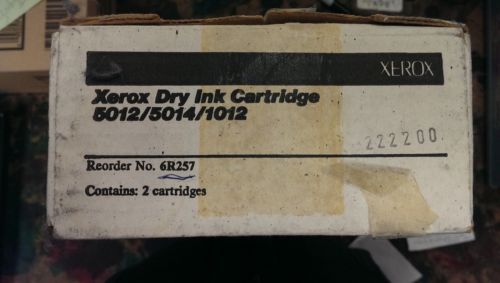 XEROX
Xerox Dry Ink Cartridge
5012/5014/1012
222200
Reorder No. 6R257
Contains: 2 cartridges